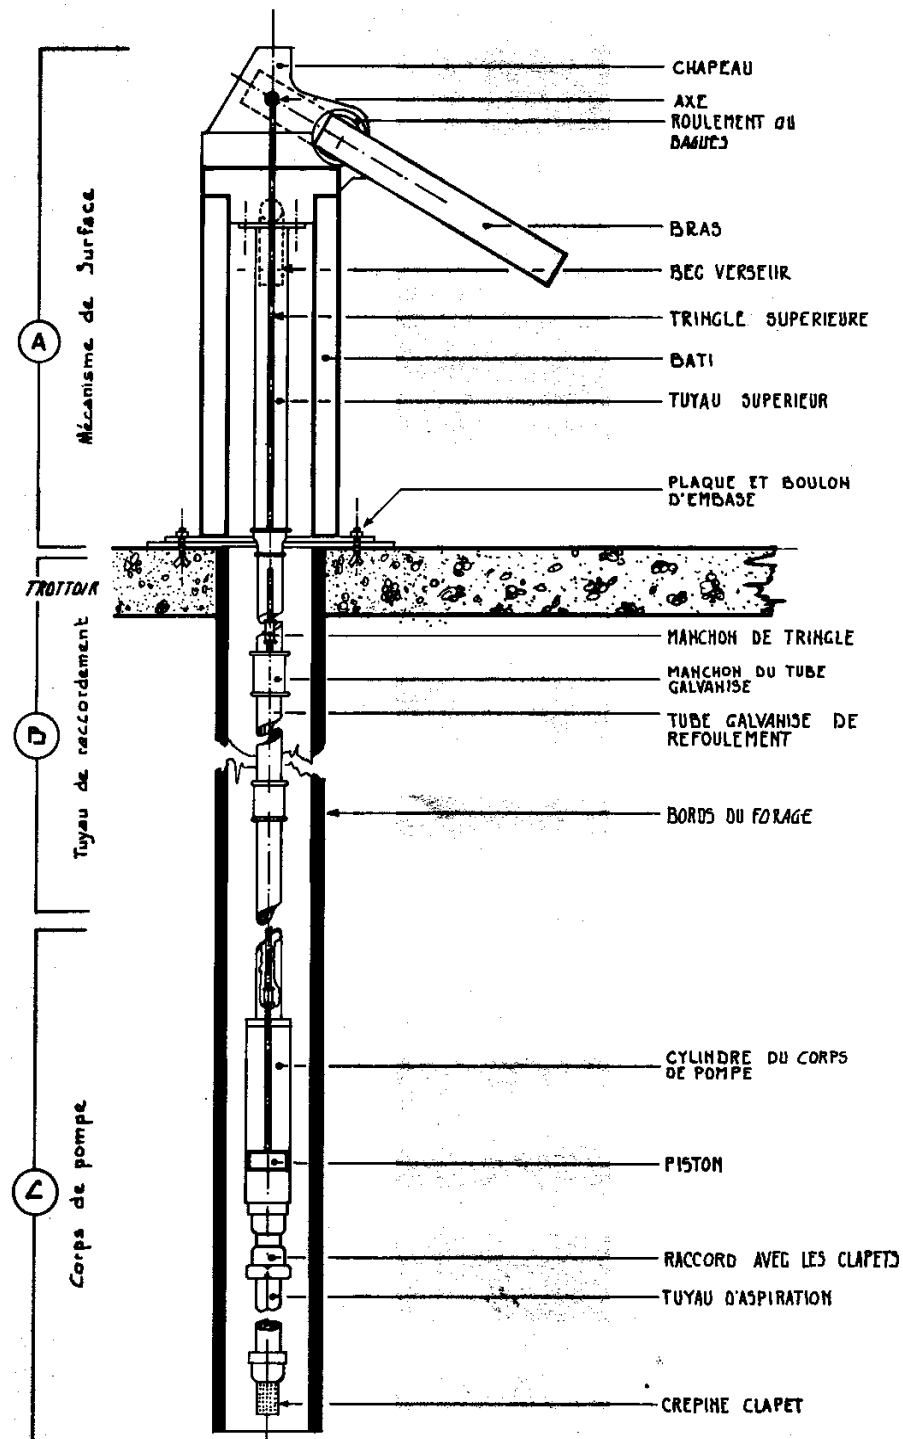 CHAPEAU
AXE
ROULEMENT OU
BAGUES
BRAS
BEC VERSEUR
TRINGLE SUPERIEURE
BATI
TUYAU SUPERIEUR
PLAQUE ET BOULON
D'EMBASE
A
Mécanisme de Surface
TROTTOIR
MANCHON DE TRINGLE
MANCHON DU TUBE
GALVANISE
TUBE GALVANISE DE
REFOULEMENT
BORDS DU FORAGE
B
Tuyau de raccordement
CYLINDRE DU CORPS
DE POMPE
PISTON
RACCORD AVEC LES CLAPETS
TUYAU D'ASPIRATION
CREPINE CLAPET
C
Corps de pompe